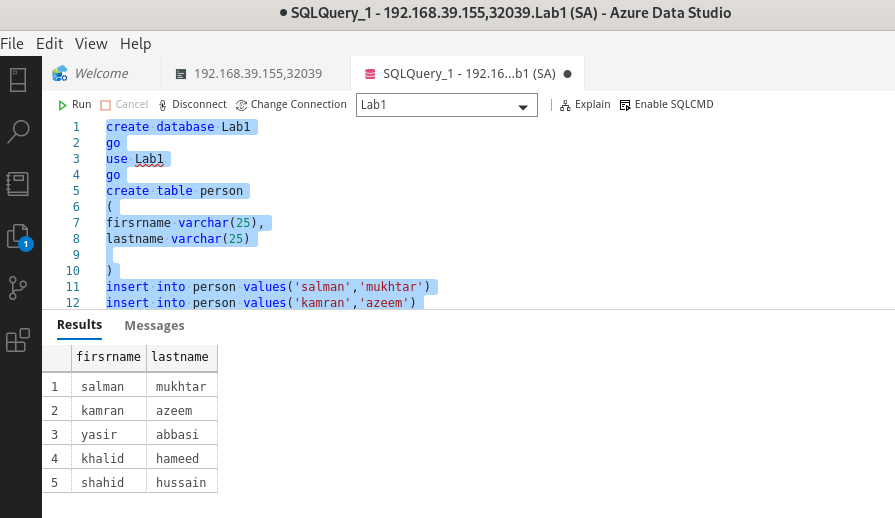 SQLQuery_1 - 192.168.39.155,32039.Lab1 (SA) - Azure Data Studio
File Edit View Help
Welcome 192.168.39.155,32039 SQLQuery_1 - 192.16...b1 (SA)
Run Cancel Disconnect Change Connection Lab1 Explain Enable SQLCMD
1 create database Lab1
2 go
3 use Lab1
4 go
5 create table person
6 (
7 firsrname varchar(25),
8 lastname varchar(25)
9
10 )
11 insert into person values('salman','mukhtar')
12 insert into person values('kamran','azeem')
1
Results Messages
firsrname lastname
1 salman mukhtar
2 kamran azeem
3 yasir abbasi
4 khalid hameed
5 shahid hussain